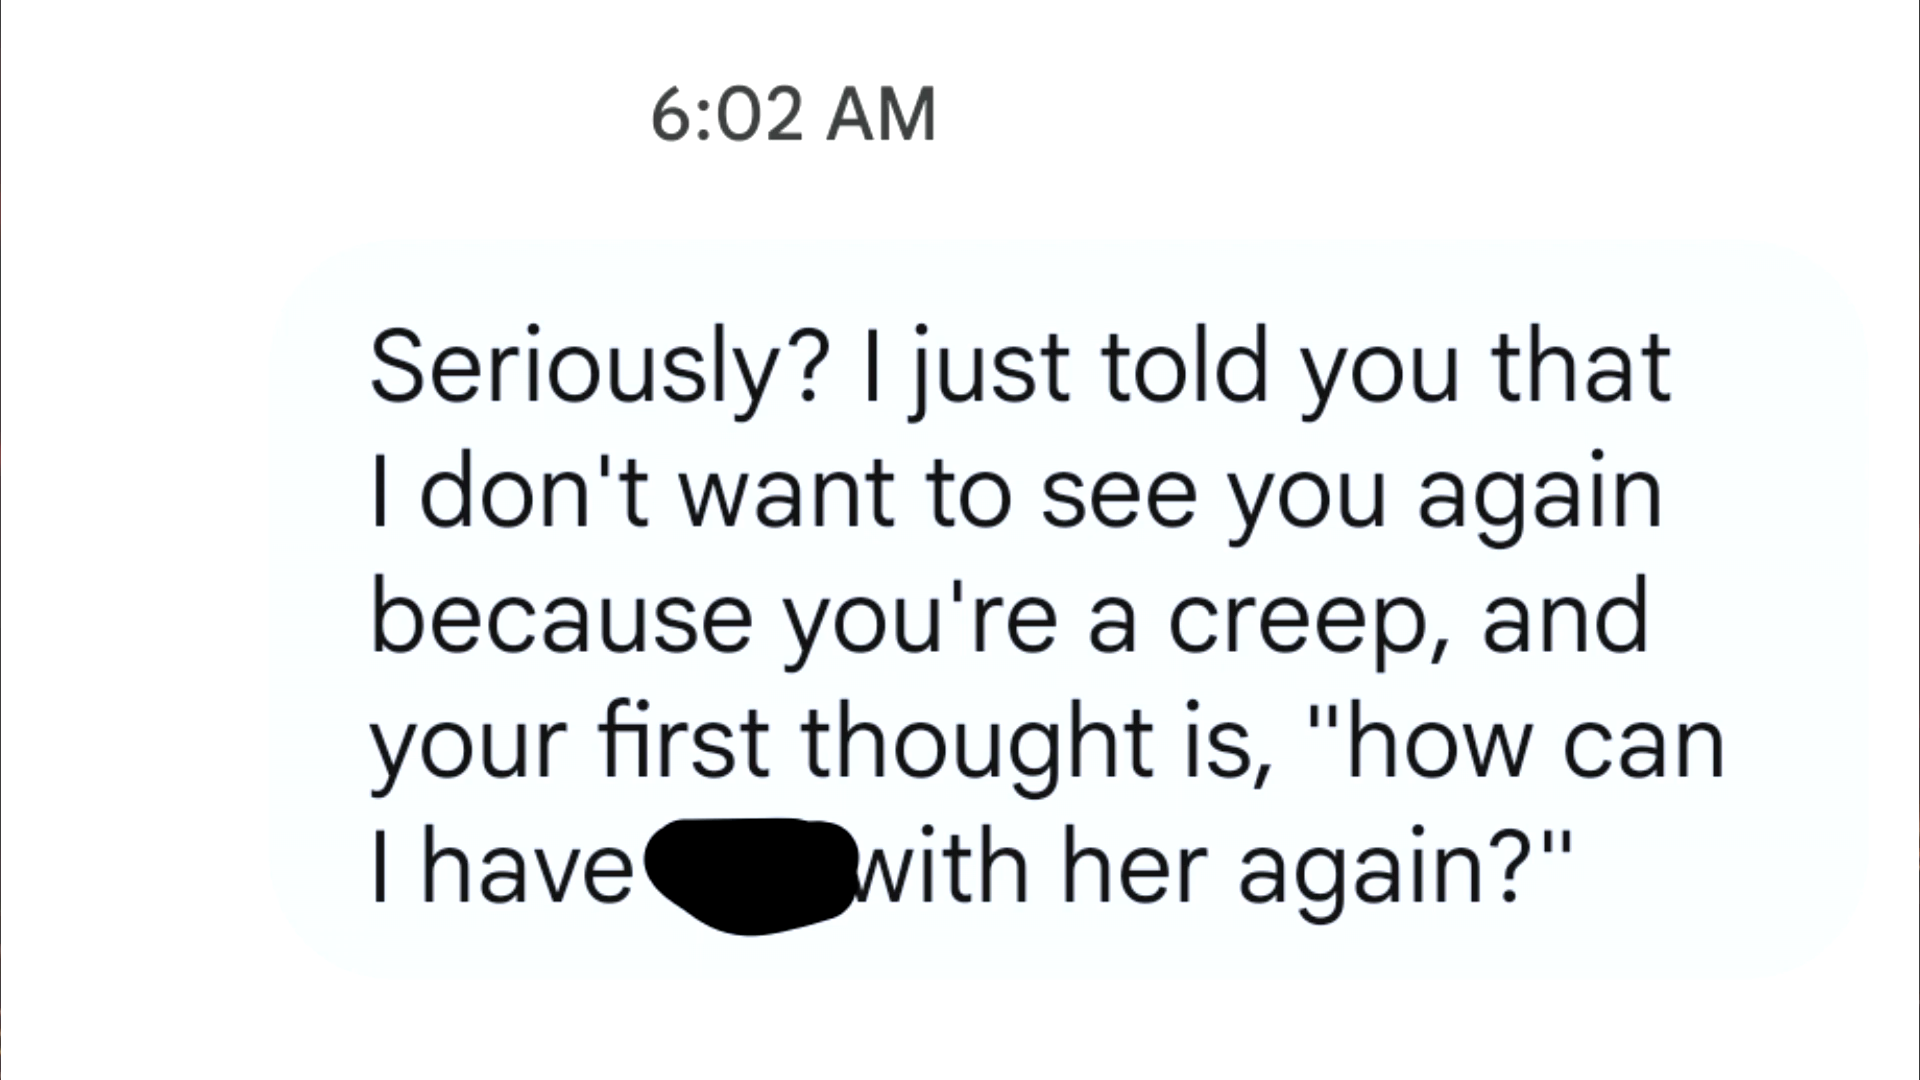 6:02 AM
Seriously? I just told you that
I don't want to see you again
because you're a creep, and
your first thought is, "how can
I have with her again?"